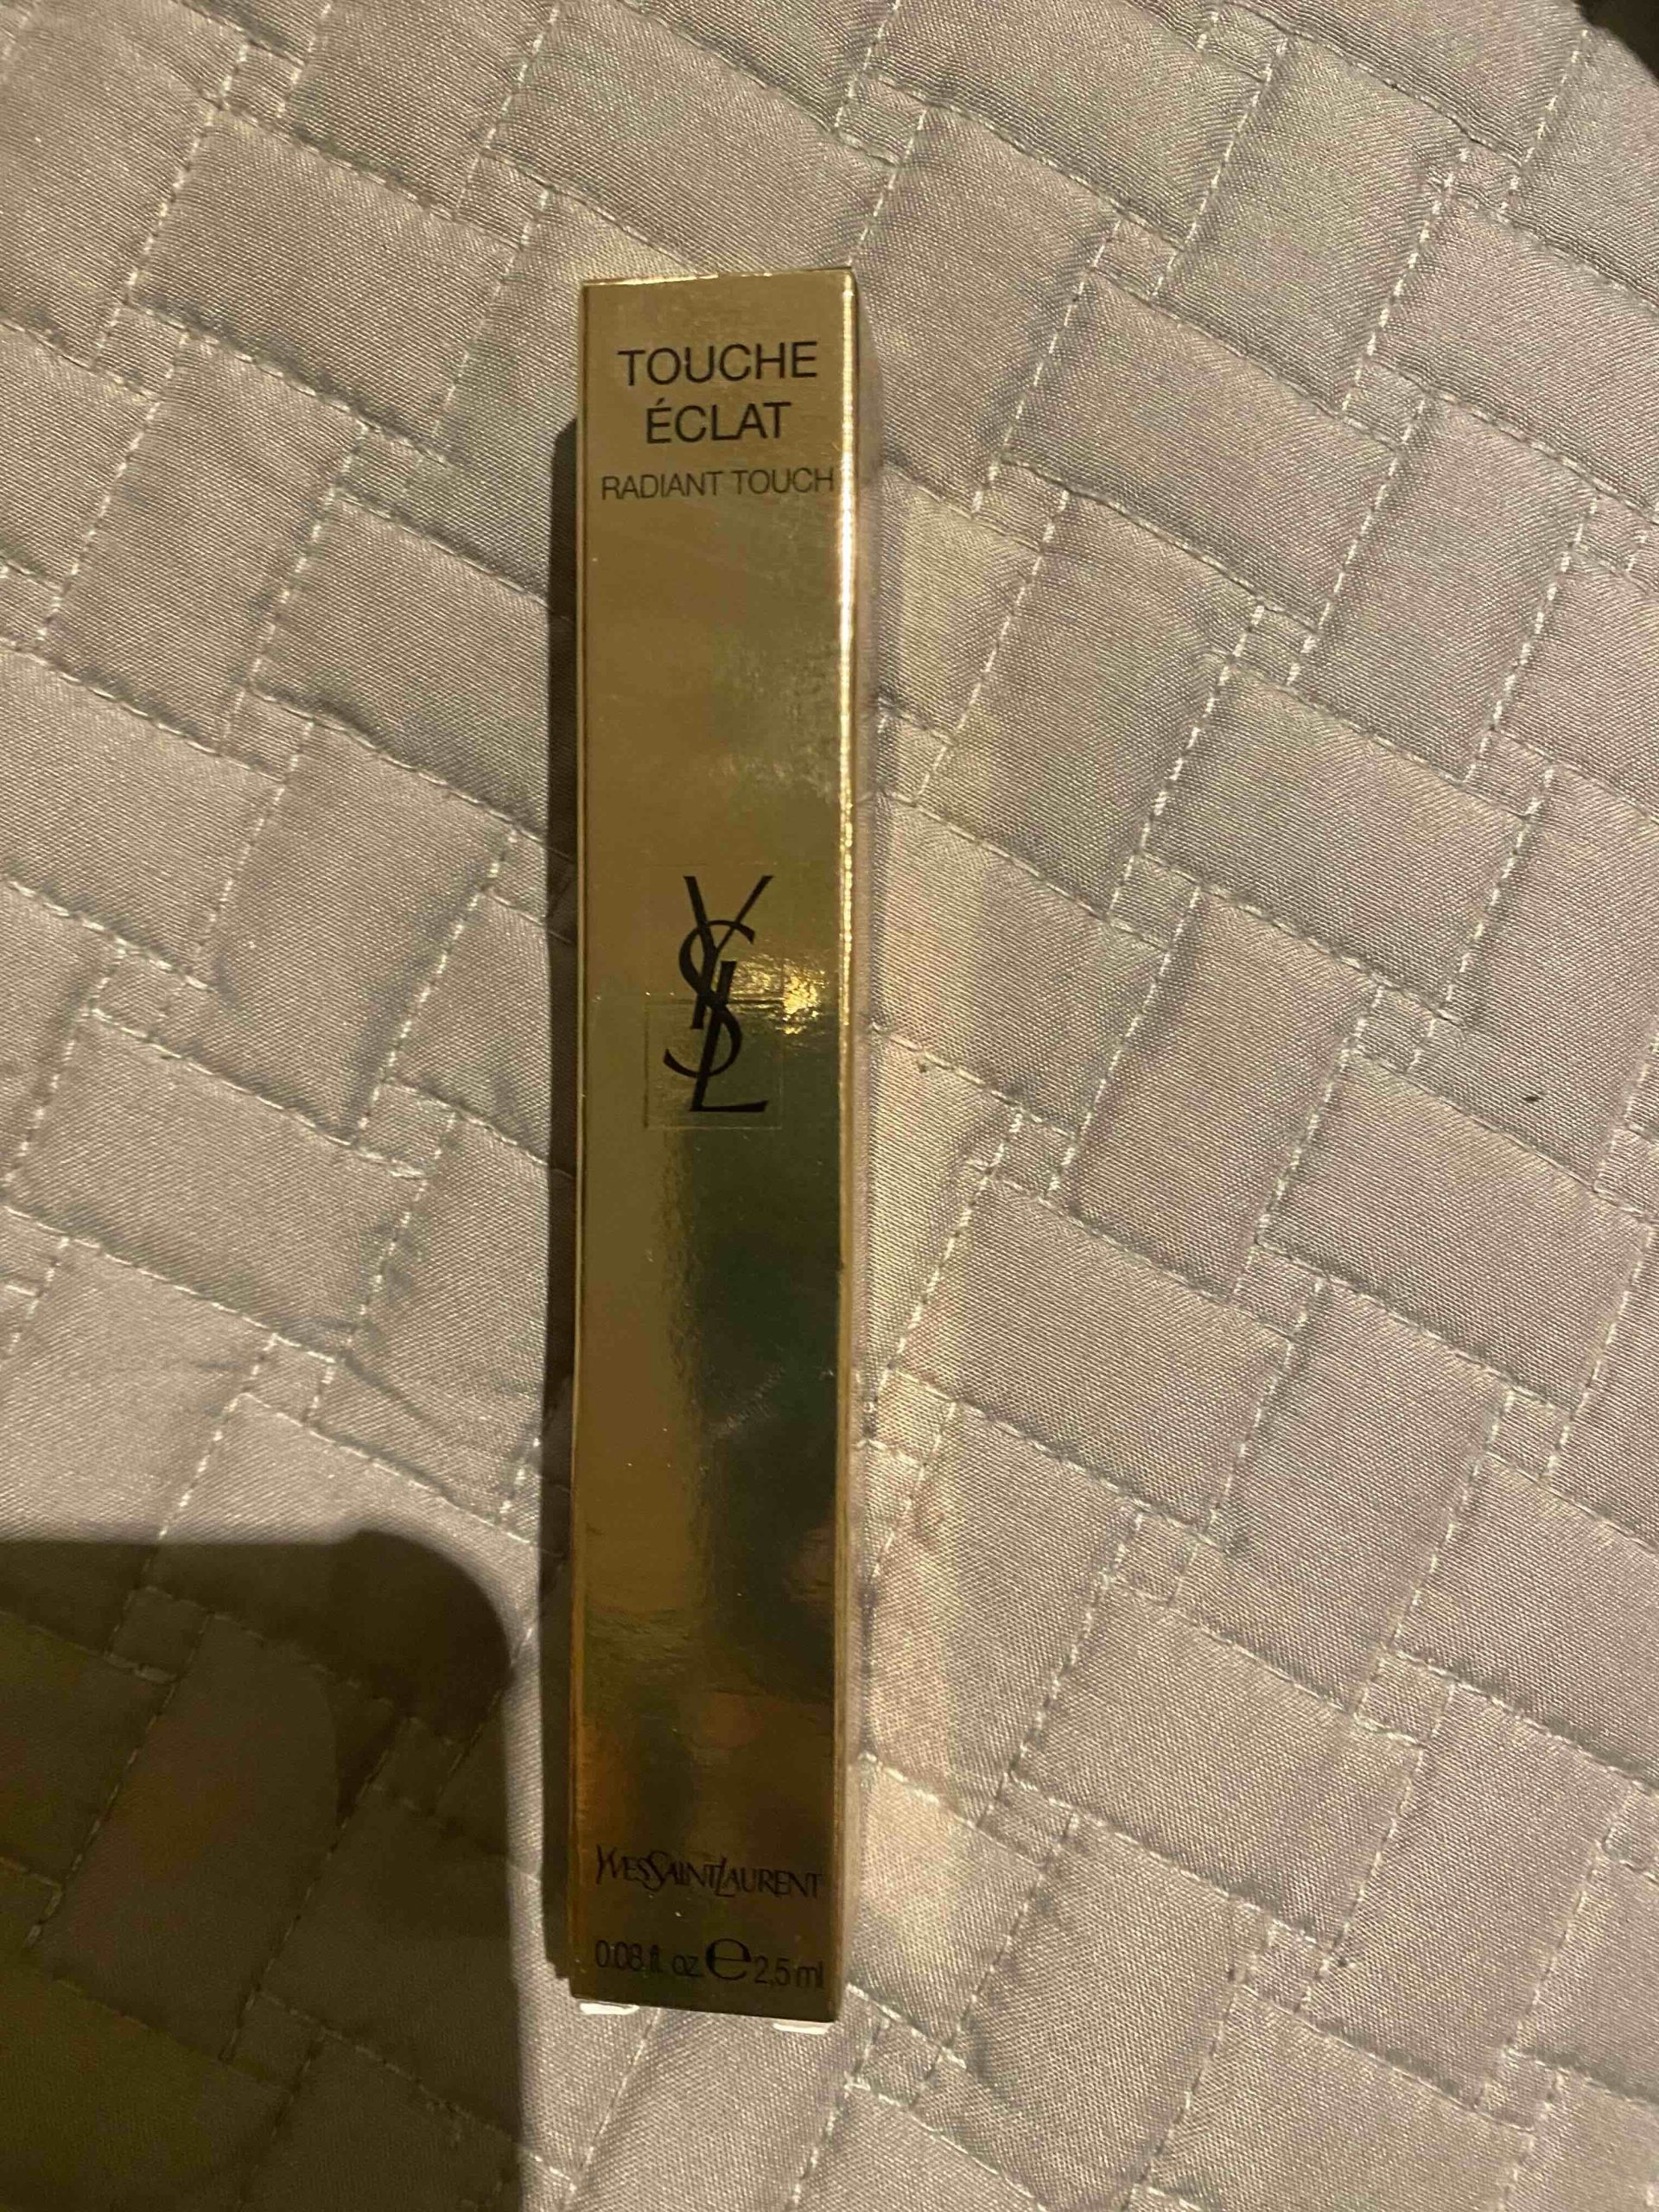 TOUCHE
ÉCLAT
RADIANT TOUCH
YSL
YVESSAINTLAURENT
0.08 fl. oz. e 2,5 ml